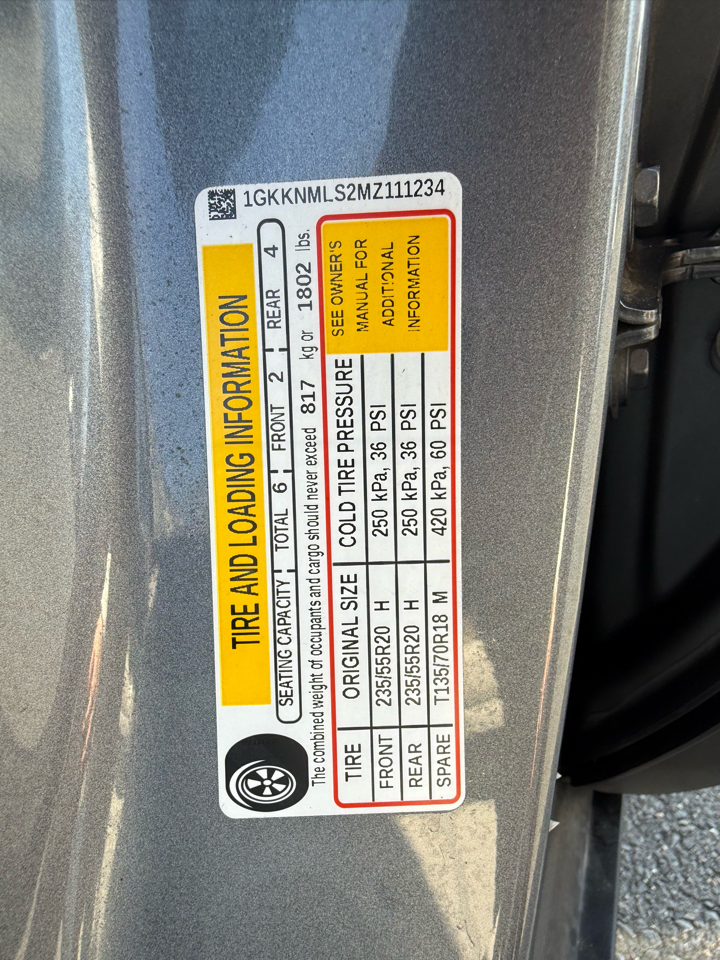 1GKKNMLS2MZ111234
TIRE AND LOADING INFORMATION
SEATING CAPACITY TOTAL 6 FRONT 2 REAR 4
The combined weight of occupants and cargo should never exceed 817 kg or 1802 lbs.
TIRE ORIGINAL SIZE COLD TIRE PRESSURE
FRONT 235/55R20 H 250 kPa, 36 PSI
REAR 235/55R20 H 250 kPa, 36 PSI
SPARE T135/70R18 M 420 kPa, 60 PSI
SEE OWNER'S
MANUAL FOR
ADDITIONAL
INFORMATION